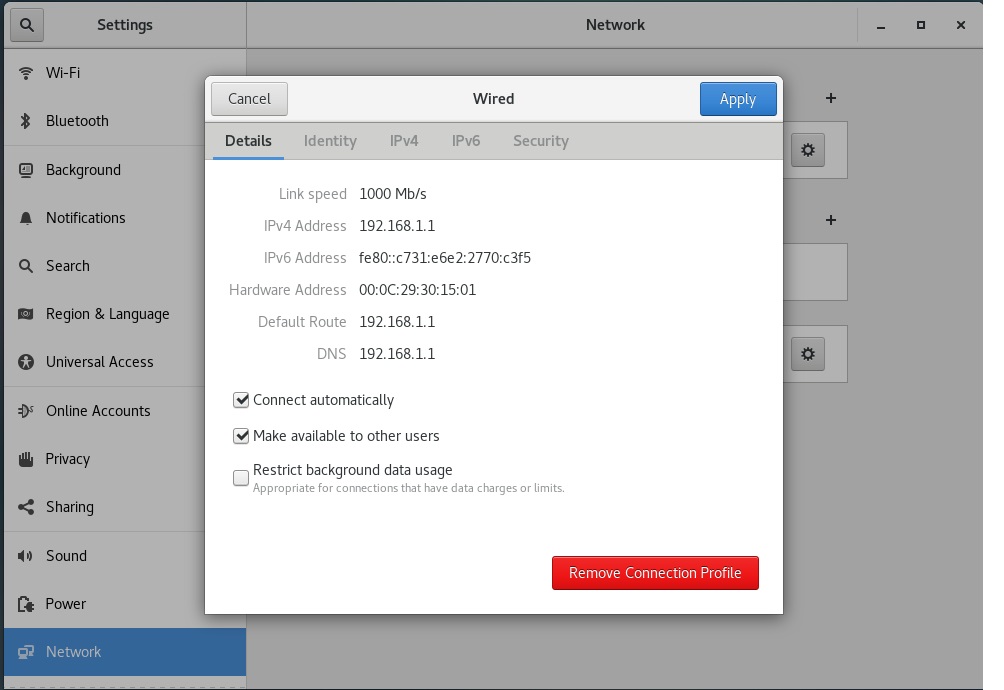 Settings
Network
Wi-Fi
Bluetooth
Background
Notifications
Search
Region & Language
Universal Access
Online Accounts
Privacy
Sharing
Sound
Power
Network
Cancel
Wired
Apply
Details Identity IPv4 IPv6 Security
Link speed 1000 Mb/s
IPv4 Address 192.168.1.1
IPv6 Address fe80::c731:e6e2:2770:c3f5
Hardware Address 00:0C:29:30:15:01
Default Route 192.168.1.1
DNS 192.168.1.1
Connect automatically
Make available to other users
Restrict background data usage
Appropriate for connections that have data charges or limits.
Remove Connection Profile